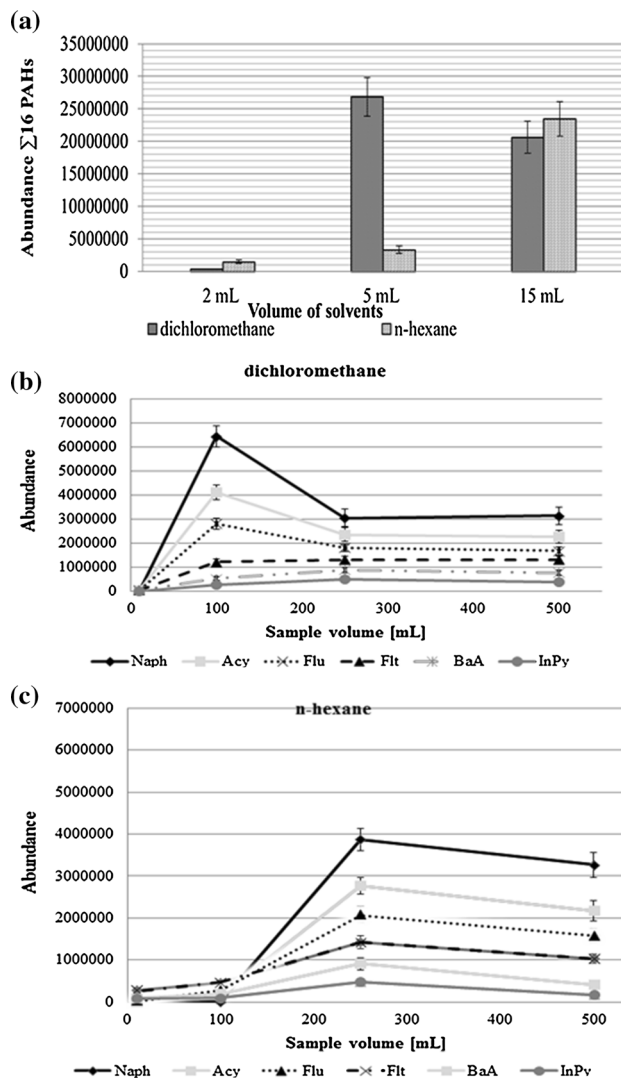 (a)
Abundance ∑16 PAHs
35000000
30000000
25000000
20000000
15000000
10000000
5000000
0
2 mL
5 mL
15 mL
Volume of solvents
dichloromethane
n-hexane
(b)
dichloromethane
Abundance
8000000
7000000
6000000
5000000
4000000
3000000
2000000
1000000
0
0
100
200
300
400
500
Sample volume [mL]
Naph
Acy
Flu
Flt
BaA
InPy
(c)
n-hexane
Abundance
7000000
6000000
5000000
4000000
3000000
2000000
1000000
0
0
100
200
300
400
500
Sample volume [mL]
Naph
Acy
Flu
Flt
BaA
InPy